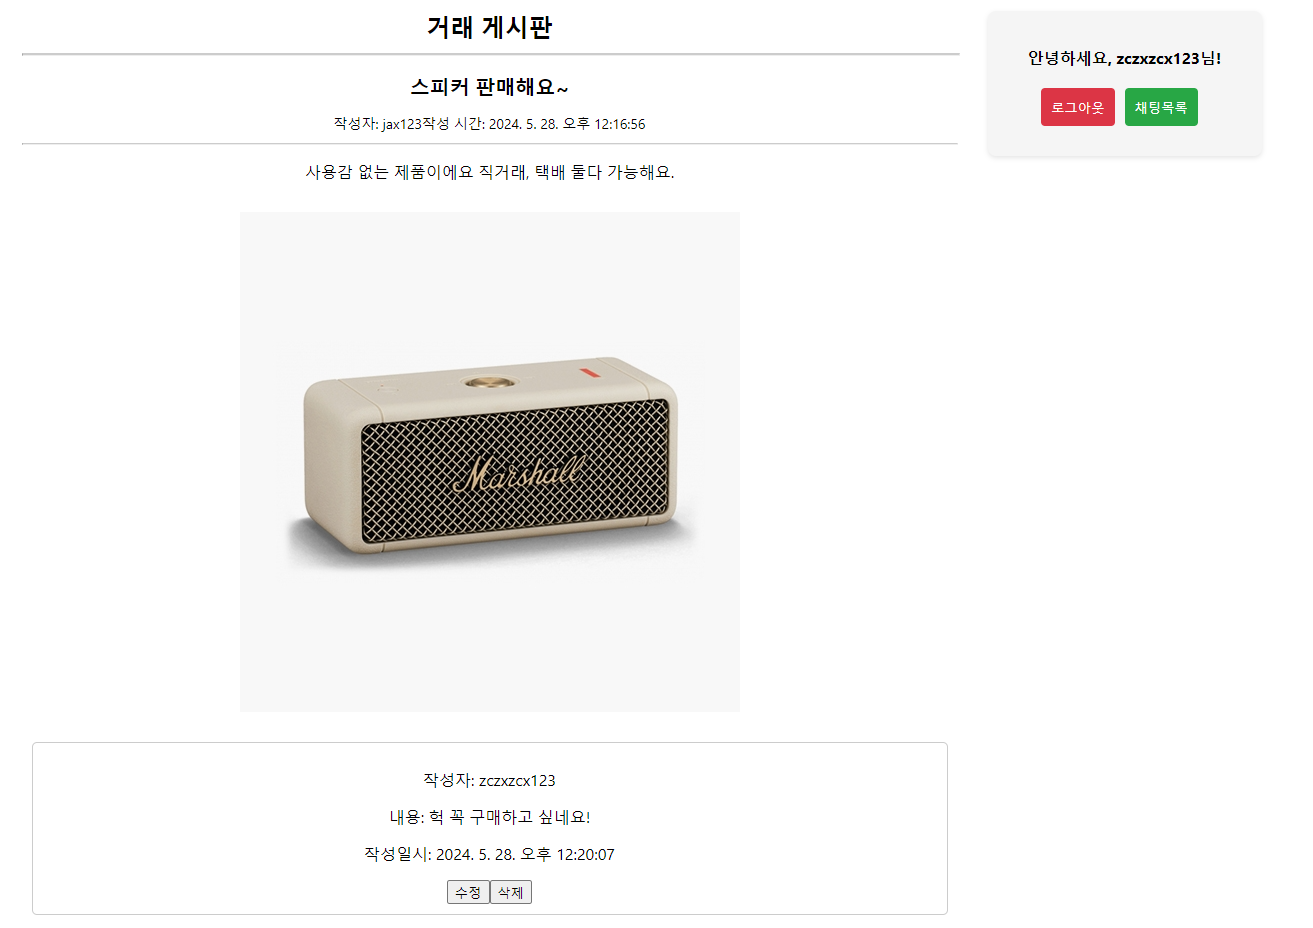 거래 게시판
스피커 판매해요~
작성자: jax123작성 시간: 2024. 5. 28. 오후 12:16:56
사용감 없는 제품이에요 직거래, 택배 둘다 가능해요.
Marshall
작성자: zczxzcx123
내용: 헉 꼭 구매하고 싶네요!
작성일시: 2024. 5. 28. 오후 12:20:07
수정 삭제
안녕하세요, zczxzcx123님!
로그아웃 채팅목록